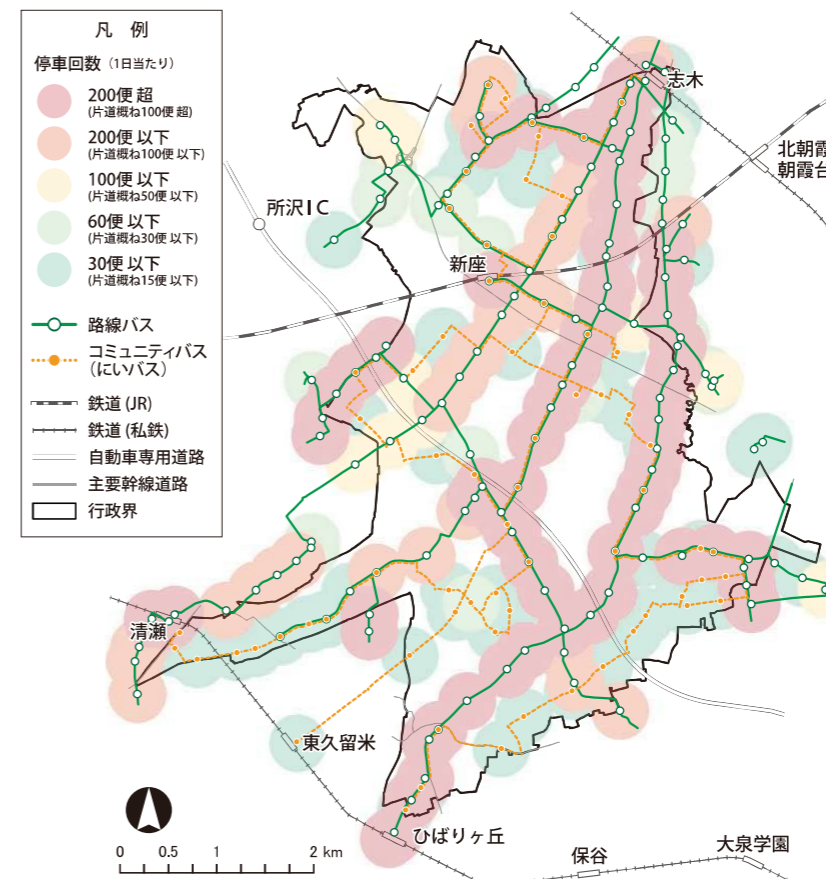 凡 例
停車回数 (1日当たり)
200便 超
(片道概ね100便 超)
200便 以下
(片道概ね100便 以下)
100便 以下
(片道概ね50便 以下)
60便 以下
(片道概ね30便 以下)
30便 以下
(片道概ね15便 以下)
路線バス
コミュニティバス
(にいバス)
鉄道 (JR)
鉄道 (私鉄)
自動車専用道路
主要幹線道路
行政界
志木
北朝霞
朝霞台
所沢IC
新座
清瀬
東久留米
ひばりヶ丘
保谷
大泉学園
0 0.5 1 2 km